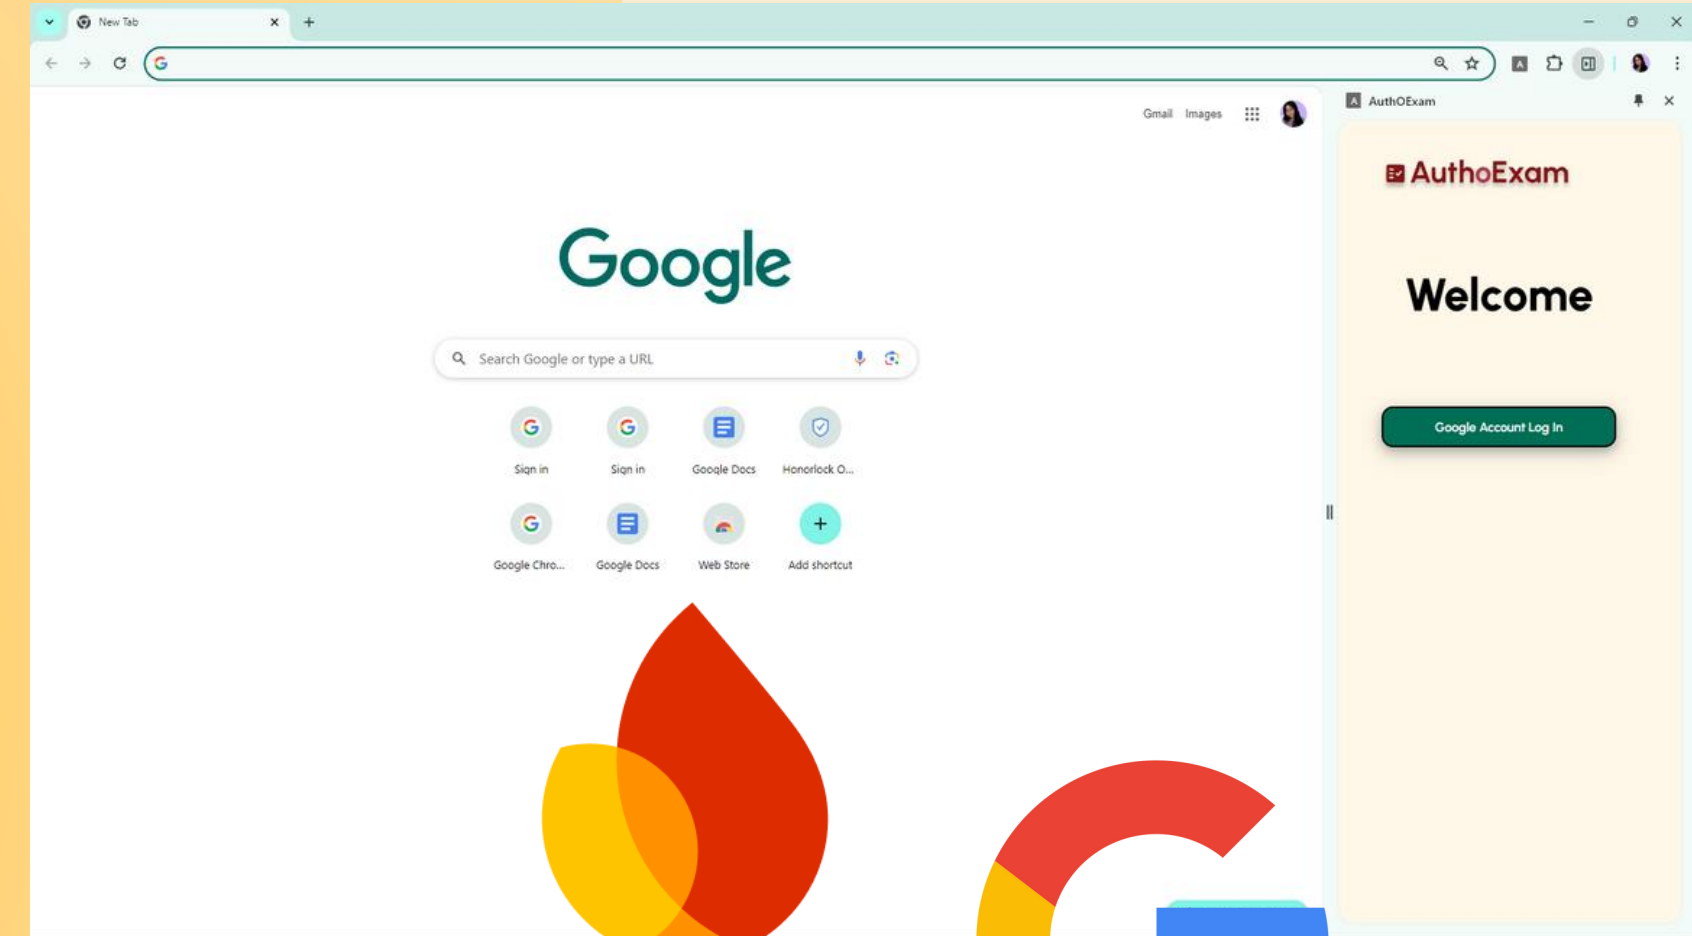 New Tab
Gmail Images
AuthOExam
AuthoExam
Welcome
Google
Search Google or type a URL
Sign in
Sign in
Google Docs
Honorlock O...
Google Account Log In
Google Chro...
Google Docs
Web Store
Add shortcut